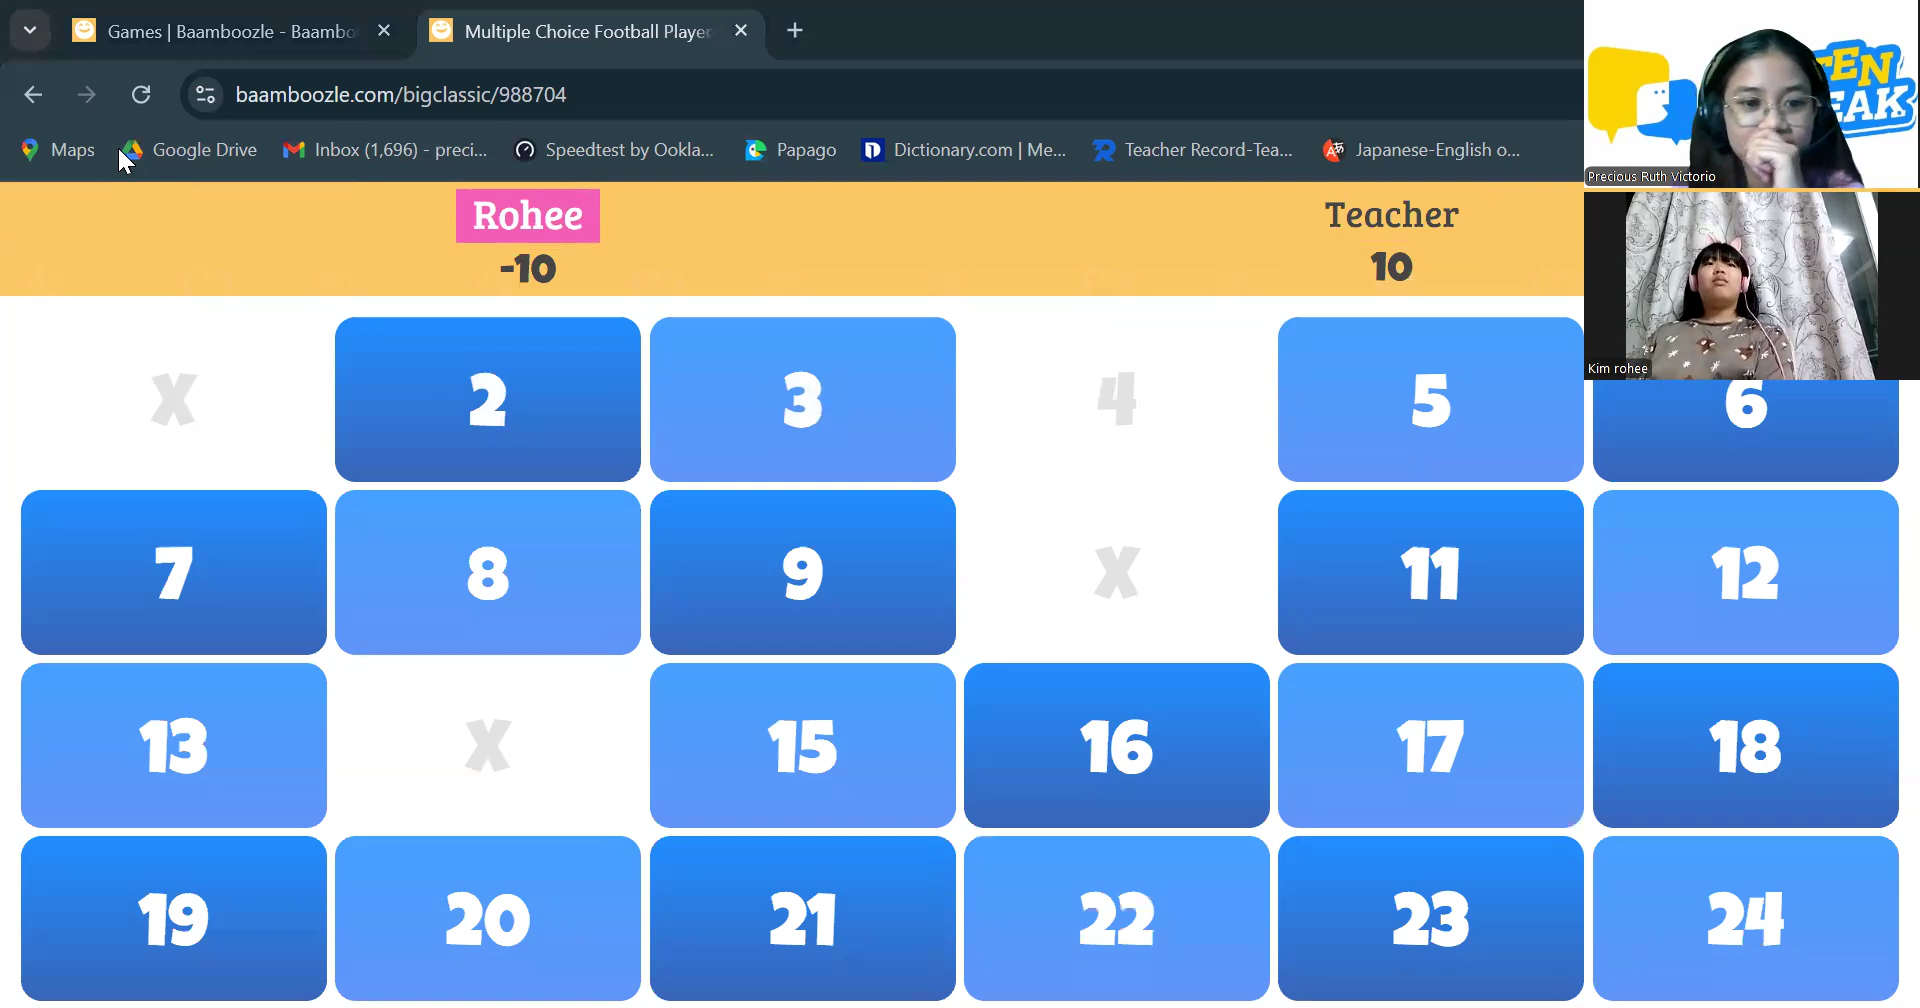 Games | Baamboozle - Baambo
Multiple Choice Football Player
baamboozle.com/bigclassic/988704
Maps
Google Drive
Inbox (1,696) - preci...
Speedtest by Ookla...
Papago
Dictionary.com | Me...
Teacher Record-Tea...
Japanese-English o...
EN
EAK
Precious Ruth Victorio
Kim rohee
Rohee
-10
Teacher
10
X 2 3 4 5 6
7 8 9 X 11 12
13 X 15 16 17 18
19 20 21 22 23 24